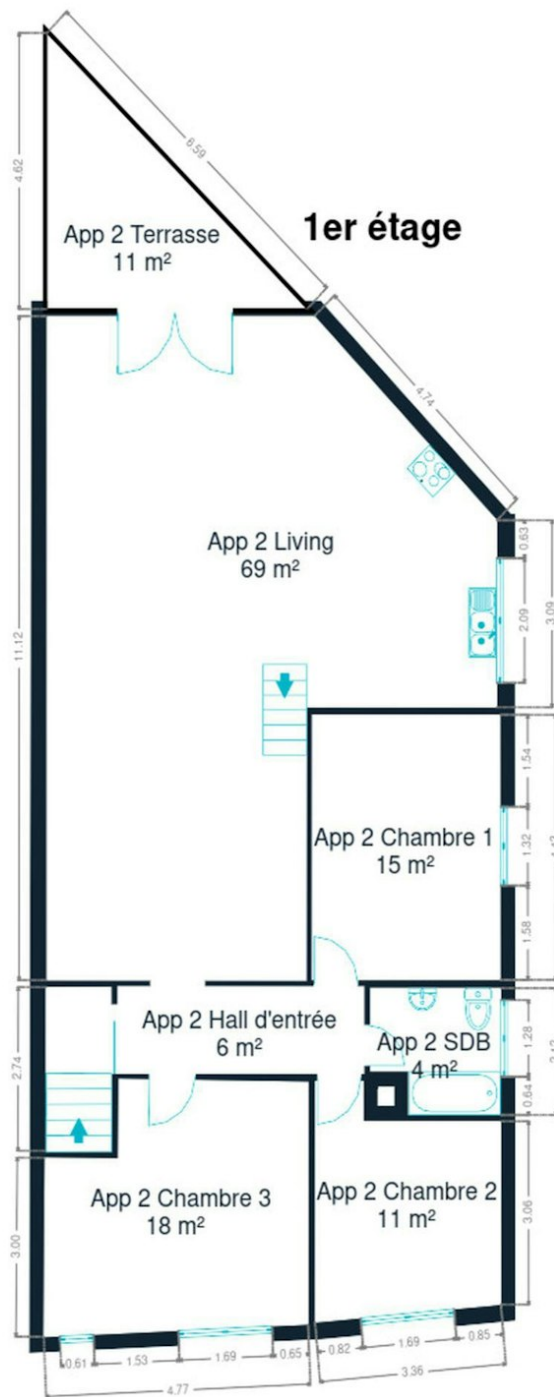 6.59
4.62
1er étage
App 2 Terrasse
11 m²
4.74
App 2 Living
69 m²
0.63
2.09
3.09
11.12
1.54
App 2 Chambre 1
15 m²
1.32
1.58
App 2 Hall d'entrée
6 m²
App 2 SDB
4 m²
1.28
0.64
2.74
App 2 Chambre 3
18 m²
App 2 Chambre 2
11 m²
3.06
3.00
0.61
1.53
1.69
0.65
0.82
1.69
0.85
4.77
3.36